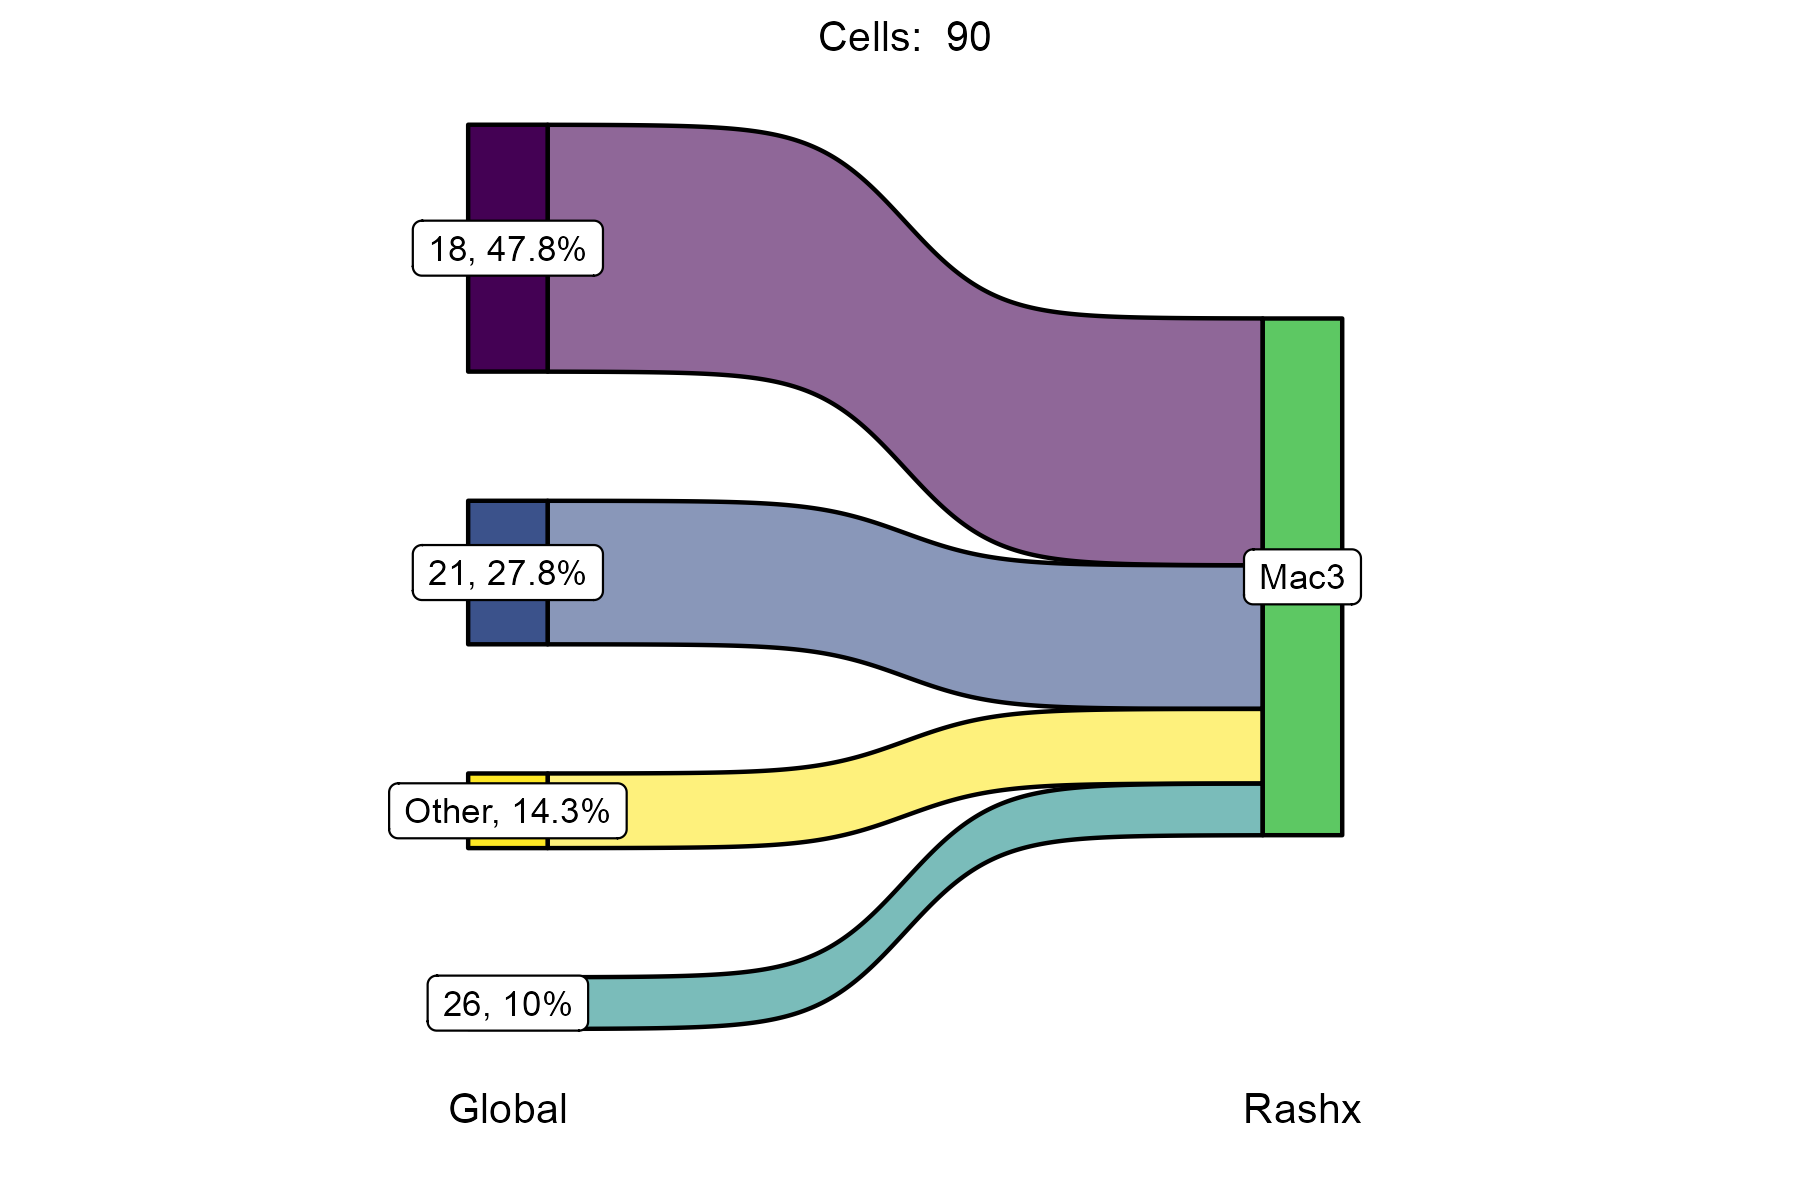 Cells:  90
18, 47.8%
21, 27.8%
Mac3
Other, 14.3%
26, 10%
Global
Rashx